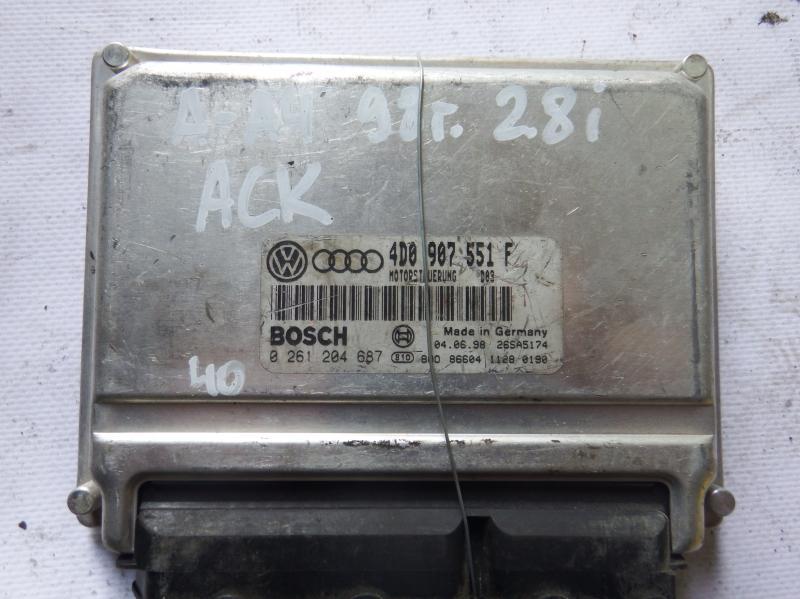 A-A4 98г. 2.8i
ACK
4D0 907 551 F
MOTORSTEUERUNG D03
BOSCH
Made in Germany
04.06.98 26SA5174
0 261 204 687 810 800 86604 1128 0190
40